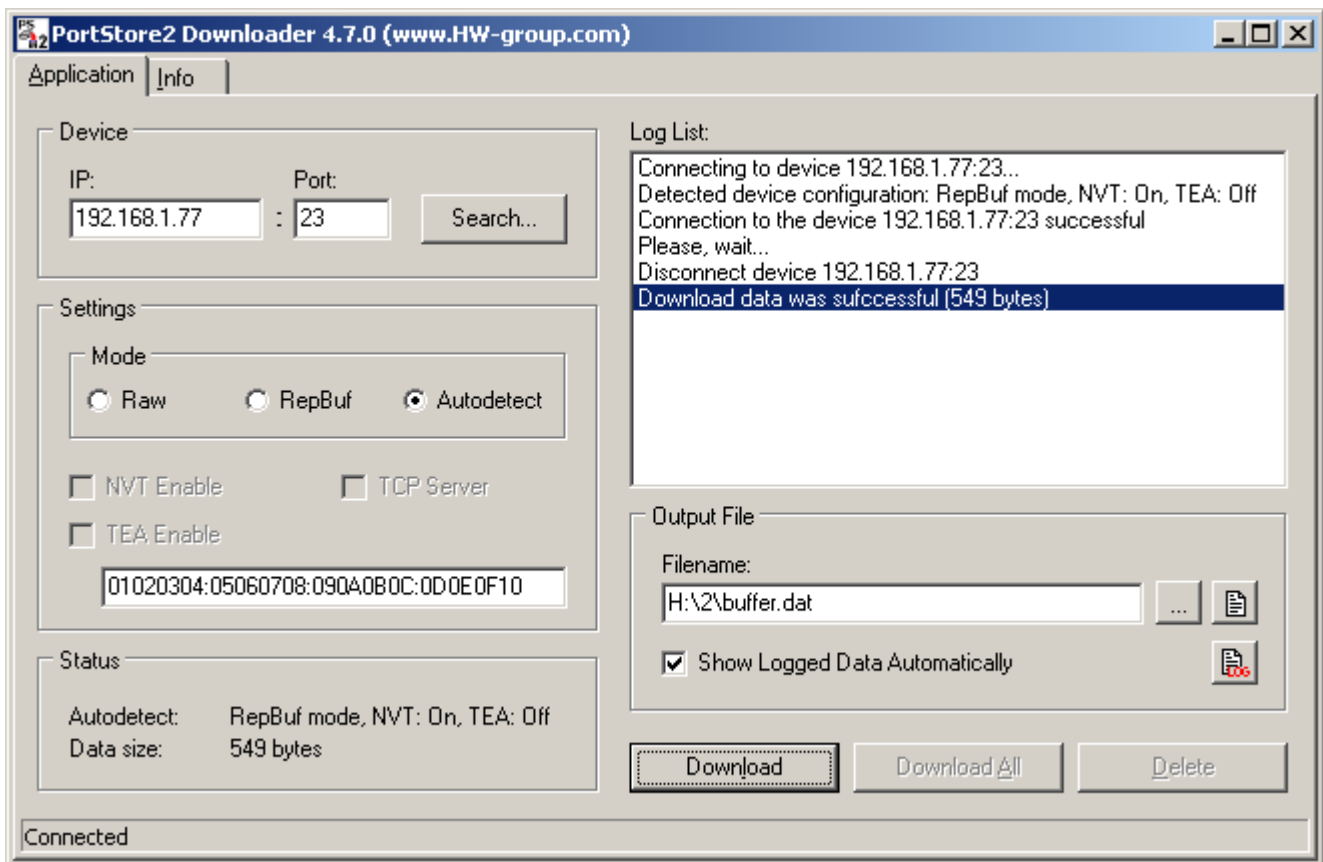 PortStore2 Downloader 4.7.0 (www.HW-group.com)
Application Info
Device
IP: Port:
192.168.1.77 : 23 Search...
Settings
Mode
Raw RepBuf Autodetect
NVT Enable TCP Server
TEA Enable
01020304:05060708:090A0B0C:0D0E0F10
Status
Autodetect: RepBuf mode, NVT: On, TEA: Off
Data size: 549 bytes
Log List:
Connecting to device 192.168.1.77:23...
Detected device configuration: RepBuf mode, NVT: On, TEA: Off
Connection to the device 192.168.1.77:23 successful
Please, wait...
Disconnect device 192.168.1.77:23
Download data was sufccessful (549 bytes)
Output File
Filename:
H:\2\buffer.dat ...
Show Logged Data Automatically LOG
Download Download All Delete
Connected